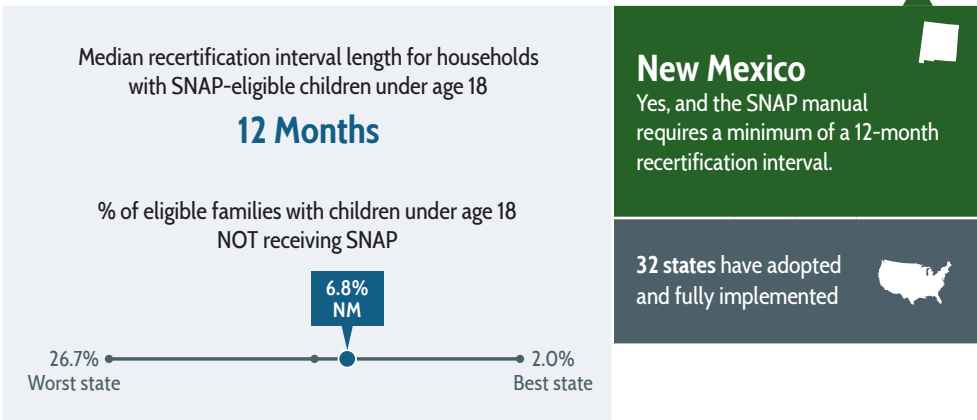 Median recertification interval length for households
with SNAP-eligible children under age 18
12 Months
% of eligible families with children under age 18
NOT receiving SNAP
6.8%
NM
26.7%
Worst state
2.0%
Best state
New Mexico
Yes, and the SNAP manual
requires a minimum of a 12-month
recertification interval.
32 states have adopted
and fully implemented